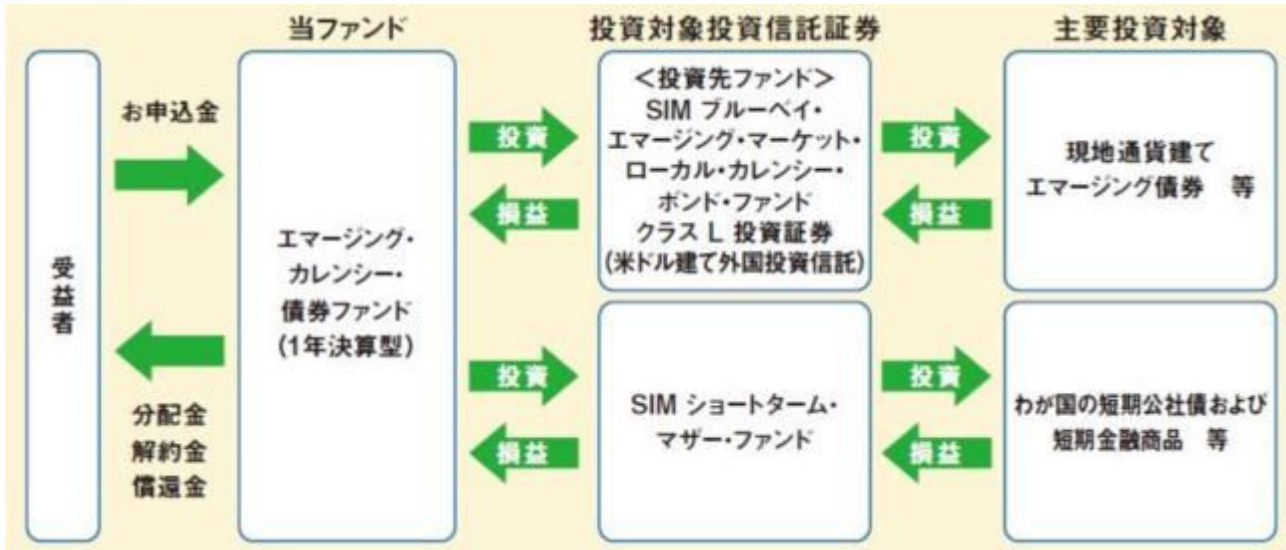 当ファンド
投資対象投資信託証券
主要投資対象
受益者
お申込金
分配金
解約金
償還金
エマージング・
カレンシー・
債券ファンド
(1年決算型)
投資
損益
<投資先ファンド>
SIM ブルーベイ・
エマージング・マーケット・
ローカル・カレンシー・
ボンド・ファンド
クラス L 投資証券
(米ドル建て外国投資信託)
投資
損益
現地通貨建て
エマージング債券 等
投資
損益
SIM ショートターム・
マザー・ファンド
投資
損益
わが国の短期公社債および
短期金融商品 等